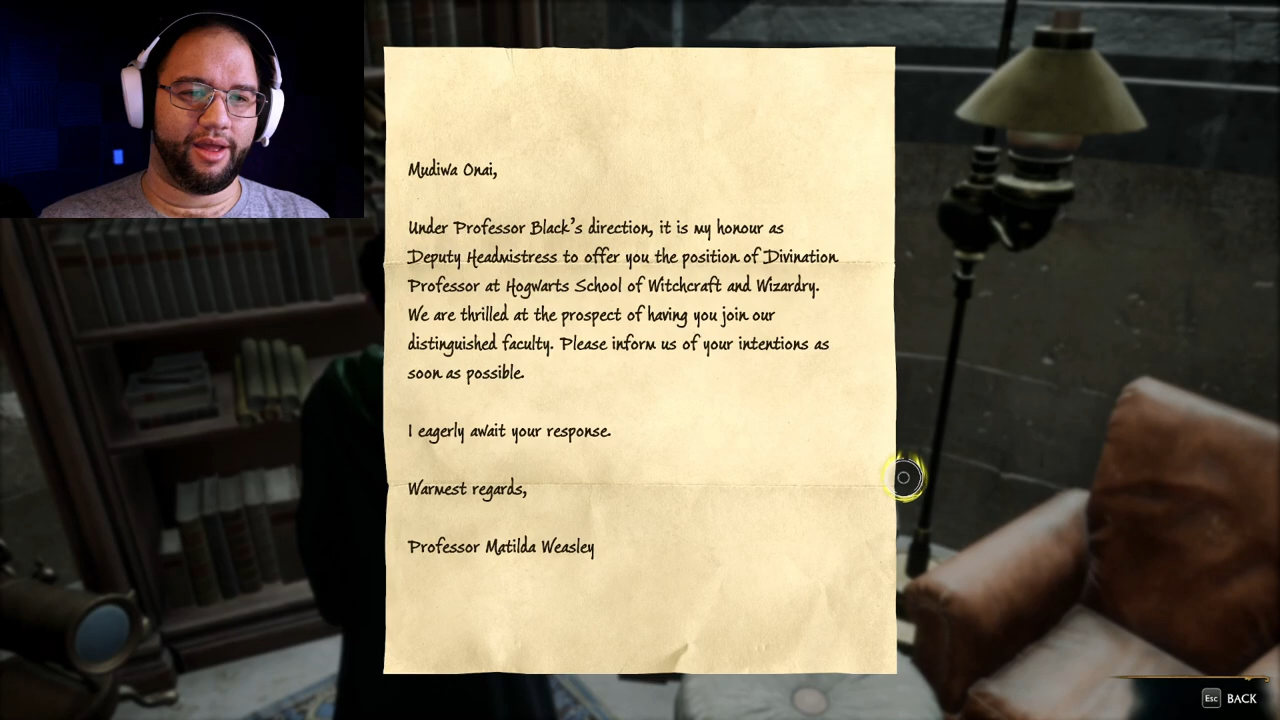 Mudiwa Onai,
Under Professor Black's direction, it is my honour as
Deputy Headmistress to offer you the position of Divination
Professor at Hogwarts School of Witchcraft and Wizardry.
We are thrilled at the prospect of having you join our
distinguished faculty. Please inform us of your intentions as
soon as possible.
I eagerly await your response.
Warmest regards,
Professor Matilda Weasley
Esc BACK